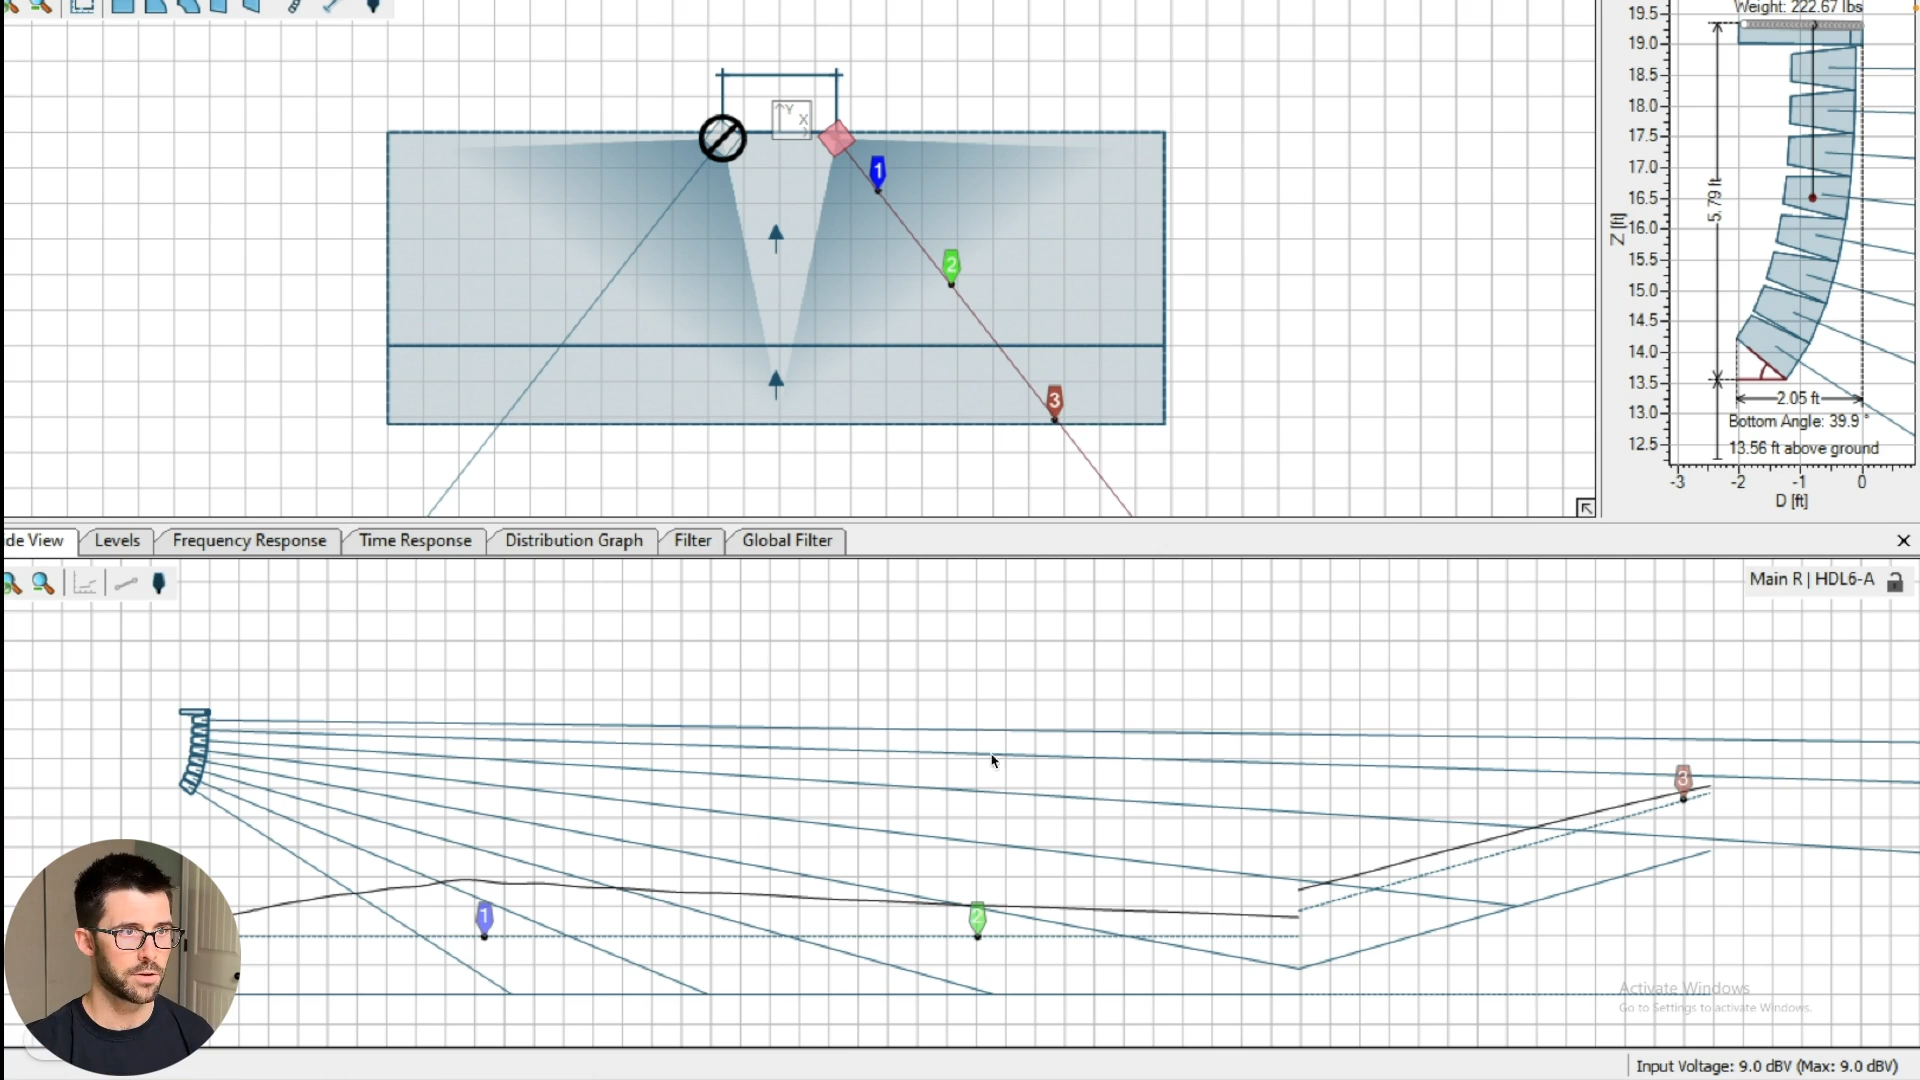 Y
X
1
2
3
Weight: 222.67 lbs
19.5
19.0
18.5
18.0
17.5
17.0
16.5
16.0
15.5
15.0
14.5
14.0
13.5
13.0
12.5
Z [ft]
5.79 ft
2.05 ft
Bottom Angle: 39.9 °
13.56 ft above ground
-3 -2 -1 0
D [ft]
de View Levels Frequency Response Time Response Distribution Graph Filter Global Filter
Main R | HDL6-A
3
1
2
Activate Windows
Go to Settings to activate Windows.
Input Voltage: 9.0 dBV (Max: 9.0 dBV)